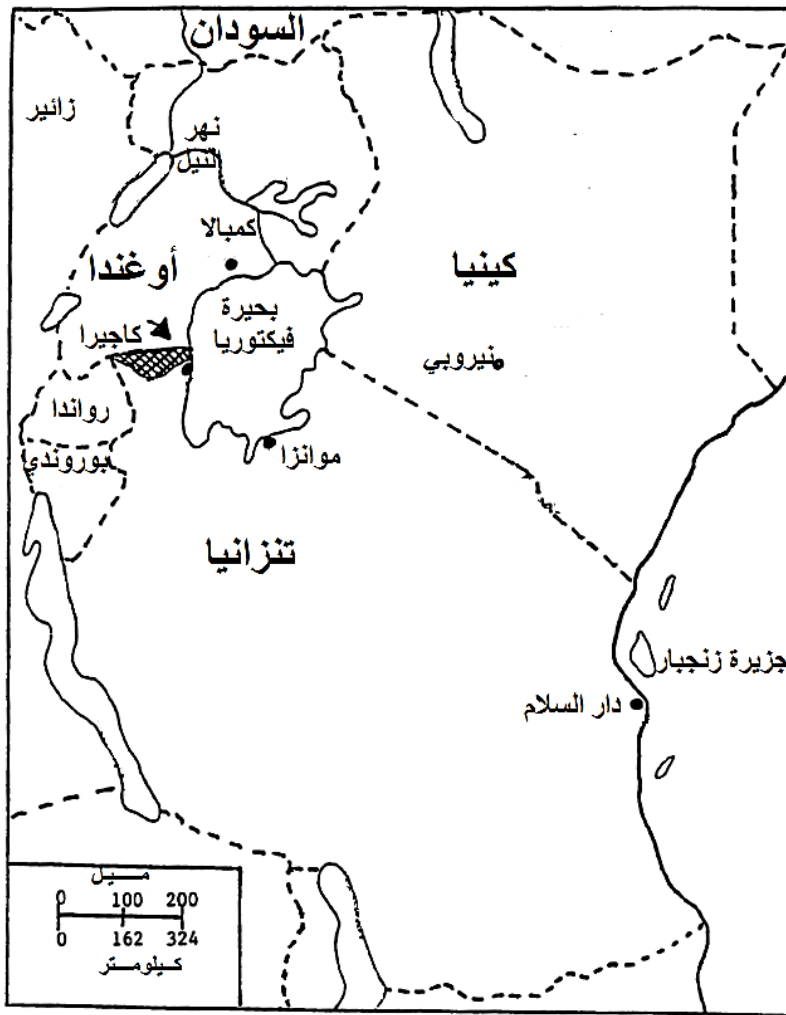 السودان
زائير
نهر
النيل
كمبالا
أوغندا
كينيا
بحيرة
فيكتوريا
كاجيرا
نيروبي
رواندا
موانزا
بوروندي
تنزانيا
جزيرة زنجبار
دار السلام
ميل
0 100 200
0 162 324
كيلومتر